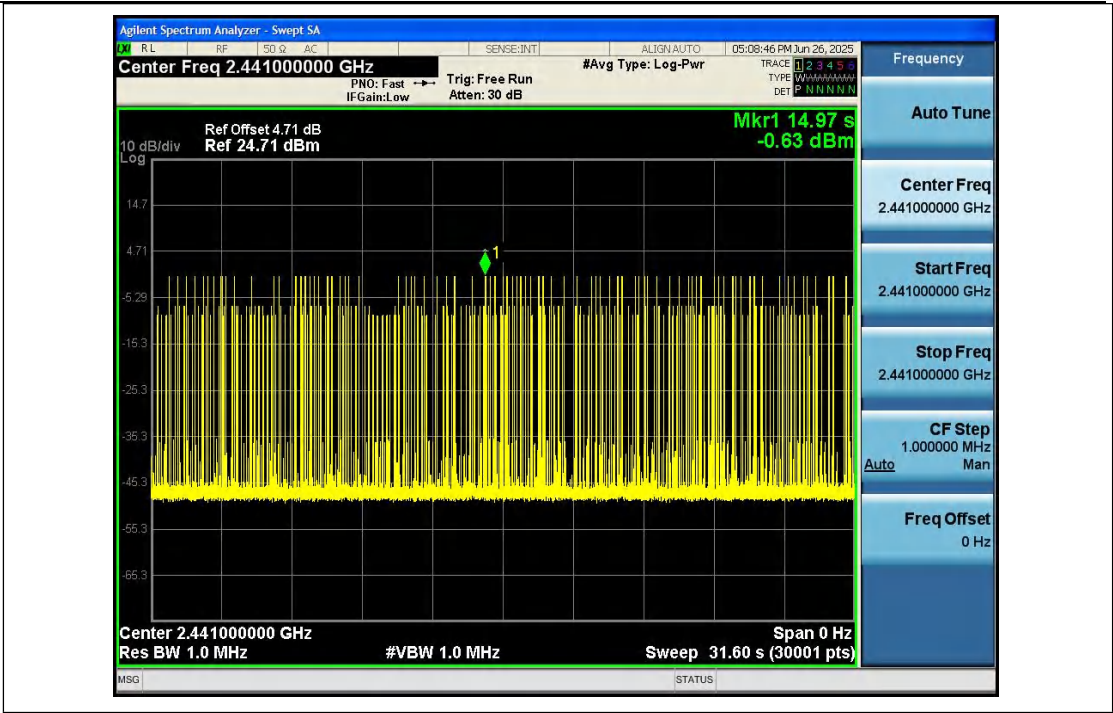 Agilent Spectrum Analyzer - Swept SA
LXI RL RF 50 Ω AC SENSE:INT ALIGN AUTO 05:08:46 PM Jun 26, 2025
Center Freq 2.441000000 GHz
PNO: Fast
IFGain:Low
Trig: Free Run
Atten: 30 dB
#Avg Type: Log-Pwr
TRACE 1 2 3 4 5 6
TYPE W
DET P N N N N N
Mkr1 14.97 s
-0.63 dBm
Ref Offset 4.71 dB
10 dB/div Ref 24.71 dBm
Log
14.7
4.71
-5.29
-15.3
-25.3
-35.3
-45.3
-55.3
-65.3
1
Center 2.441000000 GHz Span 0 Hz
Res BW 1.0 MHz #VBW 1.0 MHz Sweep 31.60 s (30001 pts)
MSG STATUS
Frequency
Auto Tune
Center Freq
2.441000000 GHz
Start Freq
2.441000000 GHz
Stop Freq
2.441000000 GHz
CF Step
1.000000 MHz
Auto Man
Freq Offset
0 Hz